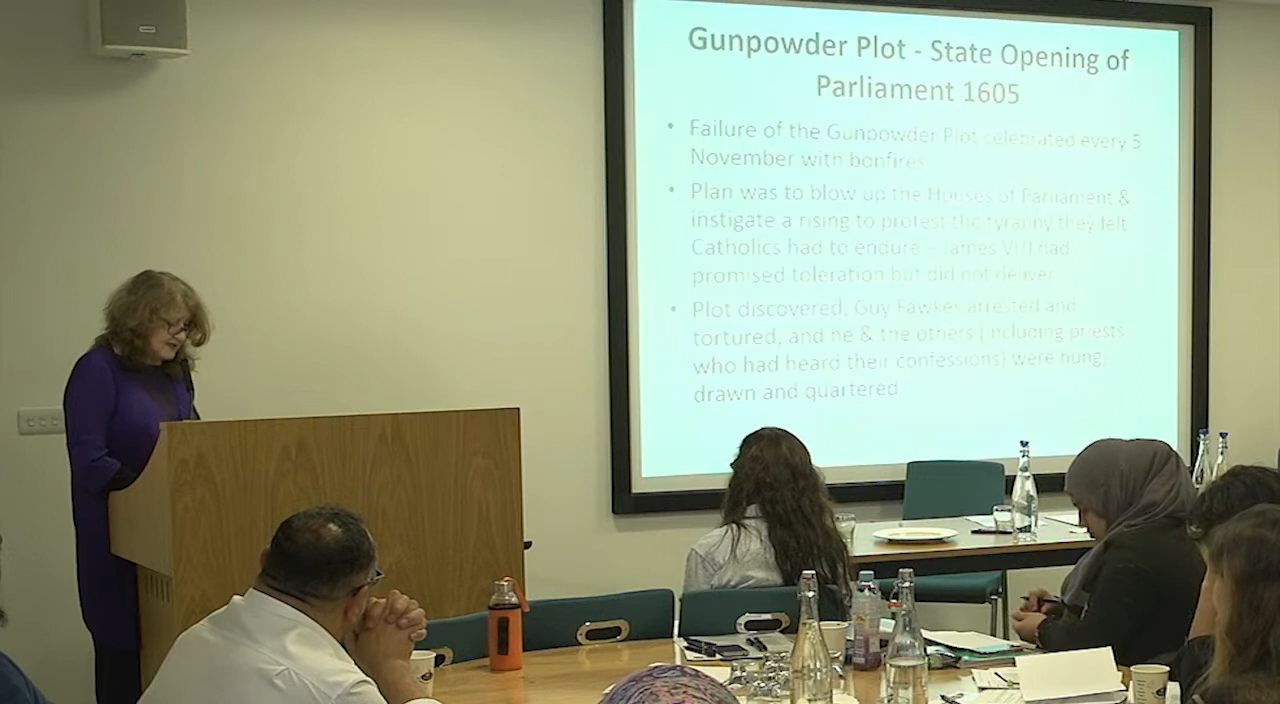 Gunpowder Plot - State Opening of
Parliament 1605
• Failure of the Gunpowder Plot celebrated every 5
November with bonfires
• Plan was to blow up the Houses of Parliament &
instigate a rising to protest the tyranny they felt
Catholics had to endure – James VI/I had
promised toleration but did not deliver
• Plot discovered, Guy Fawkes arrested and
tortured, and he & the others (including priests
who had heard their confessions) were hung,
drawn and quartered